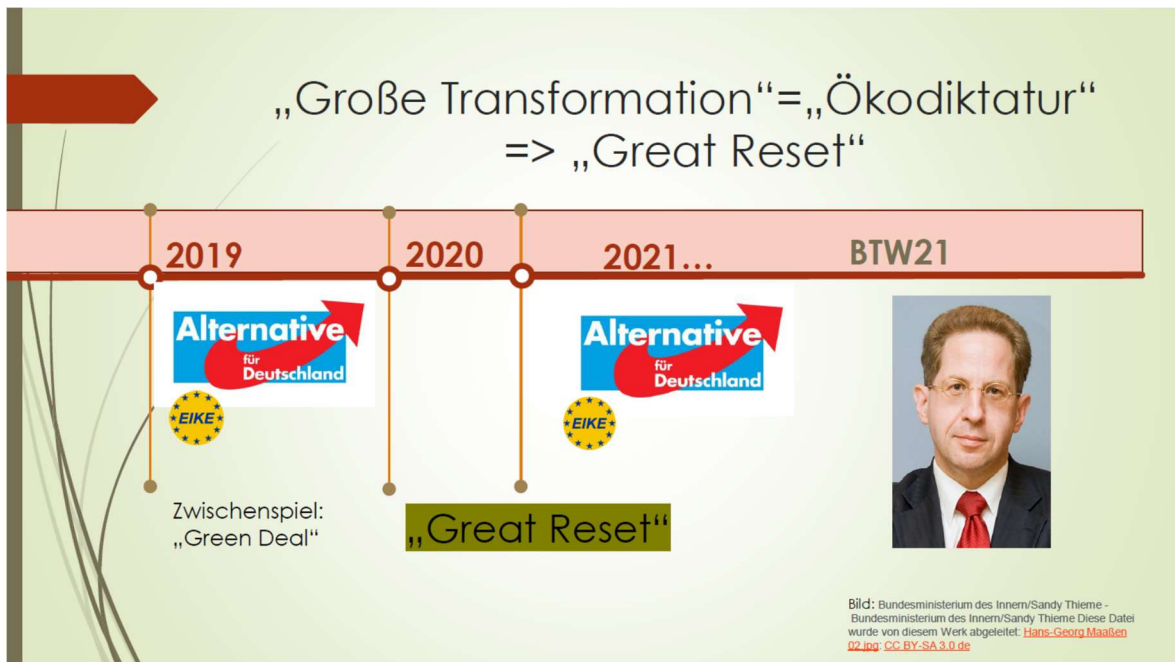 „Große Transformation“=„Ökodiktatur“
=> „Great Reset“
2019
2020
2021...
BTW21
Alternative
für
Deutschland
EIKE
Alternative
für
Deutschland
EIKE
Zwischenspiel:
„Green Deal“
„Great Reset“
Bild: Bundesministerium des Innern/Sandy Thieme -
Bundesministerium des Innern/Sandy Thieme Diese Datei
wurde von diesem Werk abgeleitet: Hans-Georg Maaßen
02.jpg: CC BY-SA 3.0 de